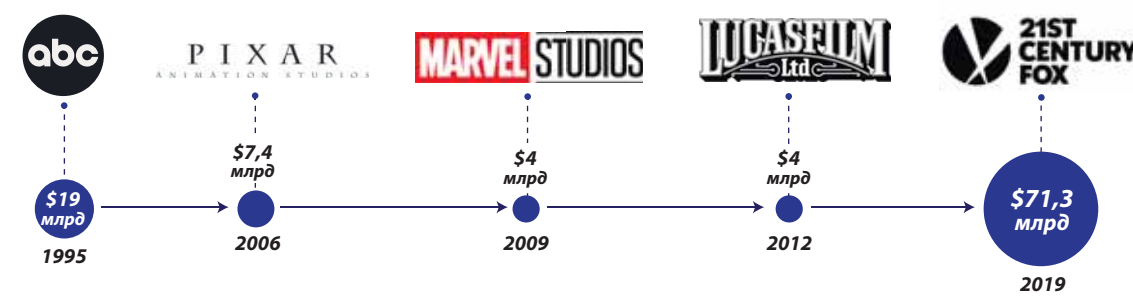 abc
PIXAR
ANIMATION STUDIOS
MARVEL STUDIOS
LUCASFILM
Ltd
21ST
CENTURY
FOX
$19
млрд
1995
$7,4
млрд
2006
$4
млрд
2009
$4
млрд
2012
$71,3
млрд
2019